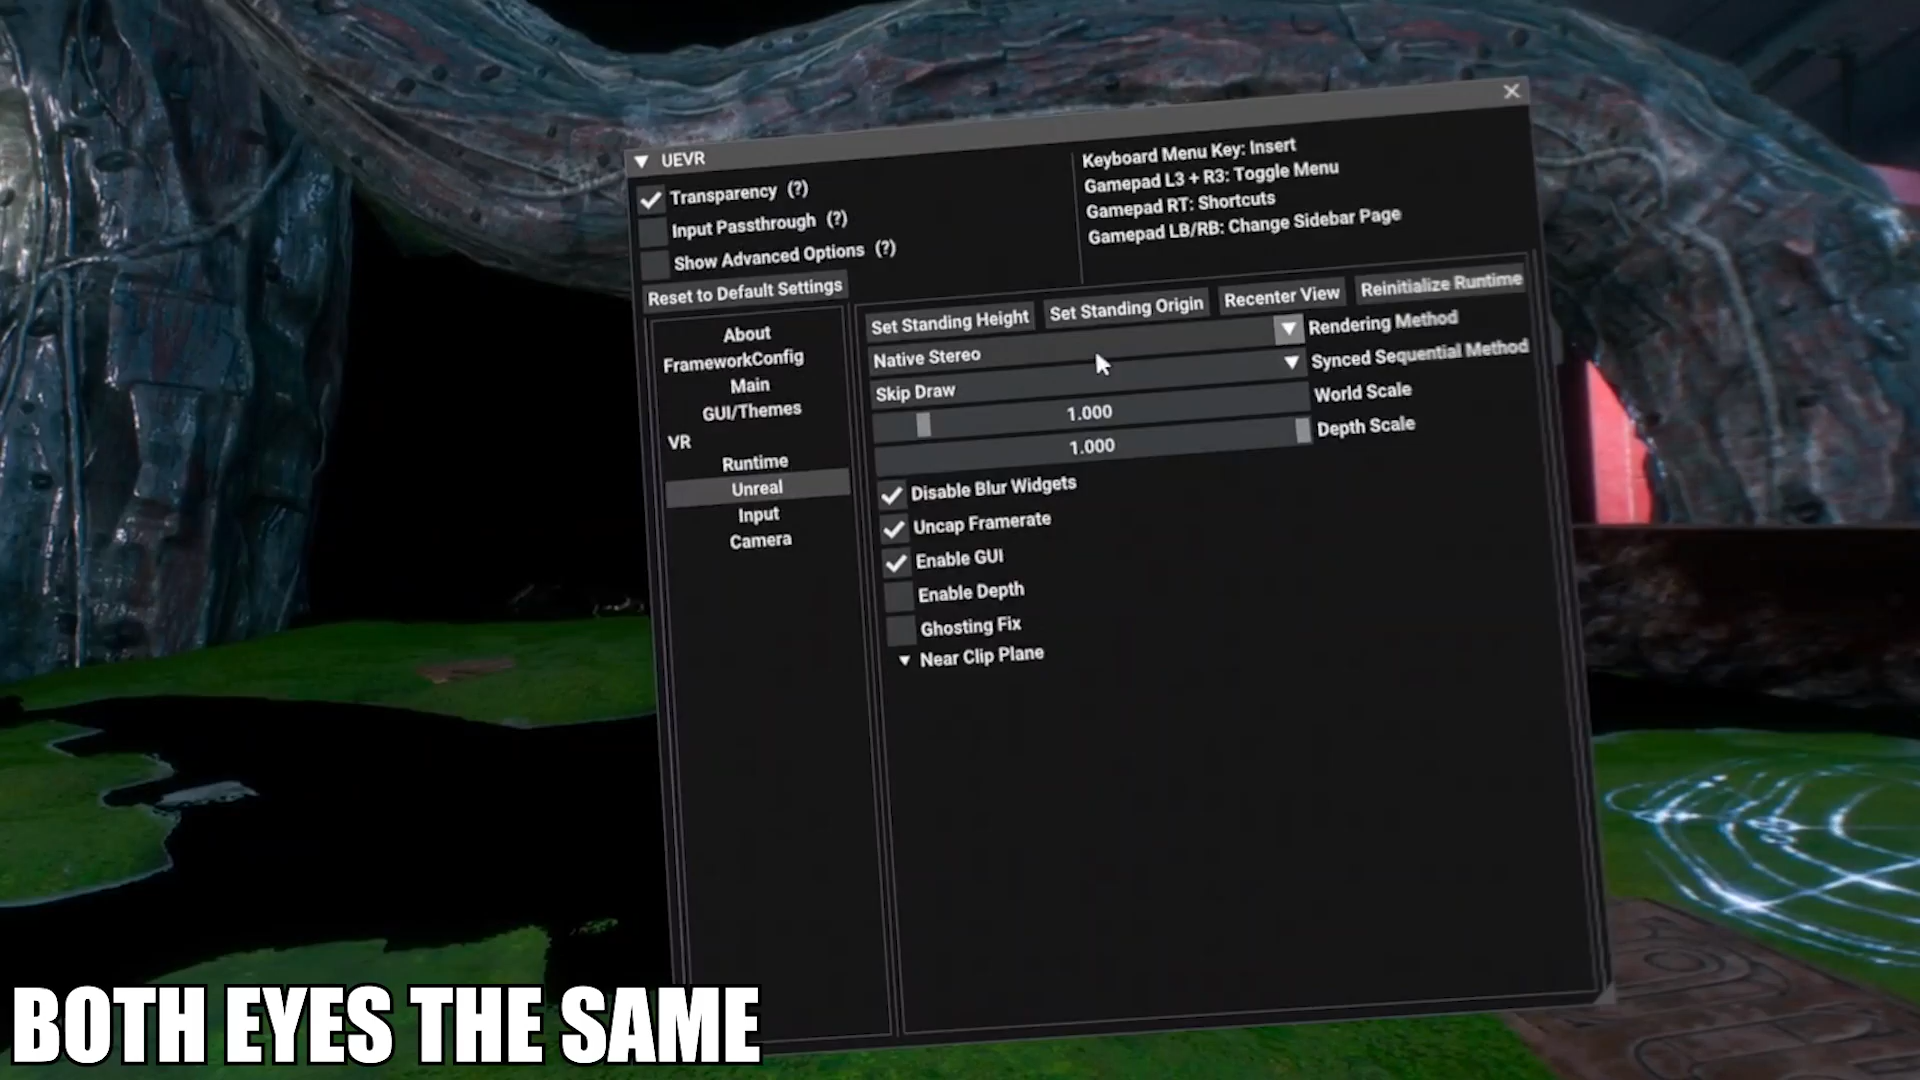 UEVR
Transparency (?)
Input Passthrough (?)
Show Advanced Options (?)
Reset to Default Settings
Keyboard Menu Key: Insert
Gamepad L3 + R3: Toggle Menu
Gamepad RT: Shortcuts
Gamepad LB/RB: Change Sidebar Page
About
FrameworkConfig
Main
GUI/Themes
VR
Runtime
Unreal
Input
Camera
Set Standing Height Set Standing Origin Recenter View Reinitialize Runtime
Native Stereo Rendering Method
Skip Draw Synced Sequential Method
1.000 World Scale
1.000 Depth Scale
Disable Blur Widgets
Uncap Framerate
Enable GUI
Enable Depth
Ghosting Fix
Near Clip Plane
BOTH EYES THE SAME